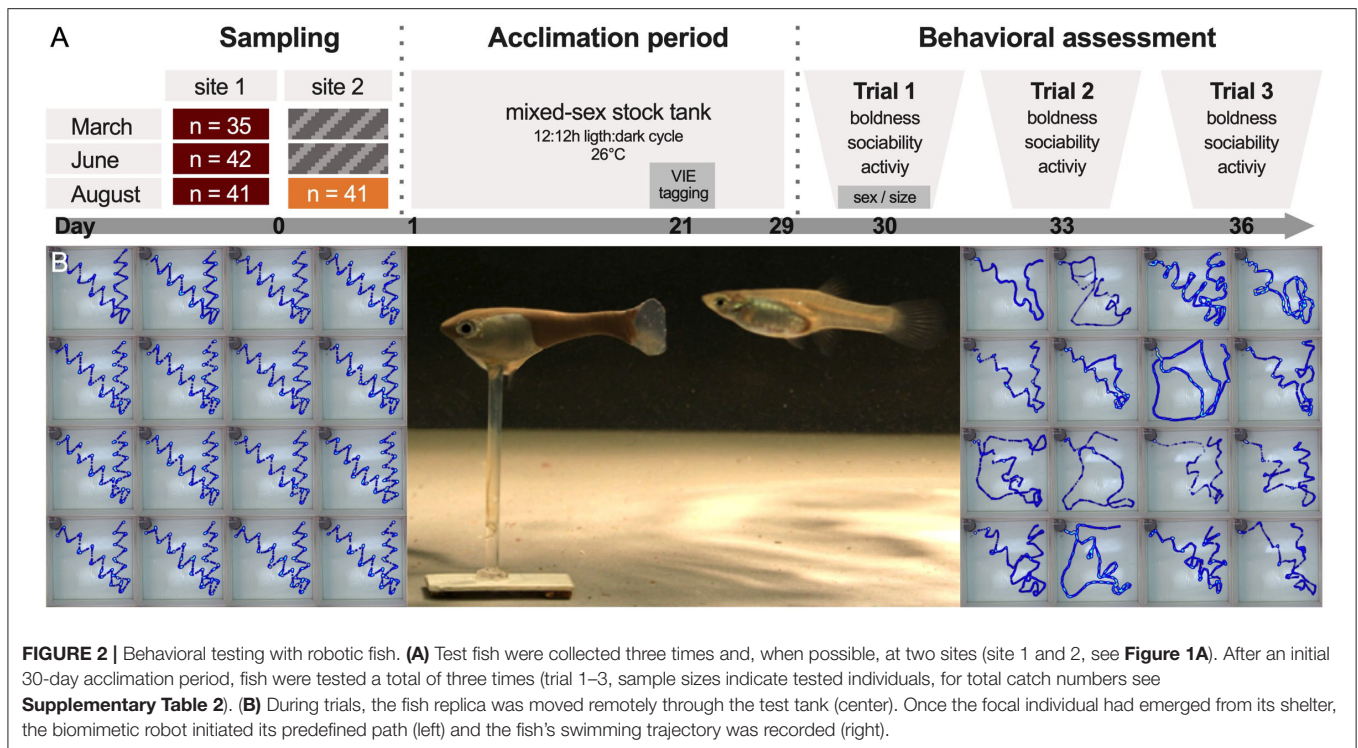 A
Sampling
Acclimation period
Behavioral assessment
site 1
site 2
March
n = 35
June
n = 42
August
n = 41
n = 41
mixed-sex stock tank
12:12h ligth:dark cycle
26°C
VIE
tagging
Trial 1
boldness
sociability
activiy
sex / size
Trial 2
boldness
sociability
activiy
Trial 3
boldness
sociability
activiy
Day 0 1 21 29 30 33 36
B
FIGURE 2 | Behavioral testing with robotic fish. (A) Test fish were collected three times and, when possible, at two sites (site 1 and 2, see Figure 1A). After an initial
30-day acclimation period, fish were tested a total of three times (trial 1–3, sample sizes indicate tested individuals, for total catch numbers see
Supplementary Table 2). (B) During trials, the fish replica was moved remotely through the test tank (center). Once the focal individual had emerged from its shelter,
the biomimetic robot initiated its predefined path (left) and the fish's swimming trajectory was recorded (right).